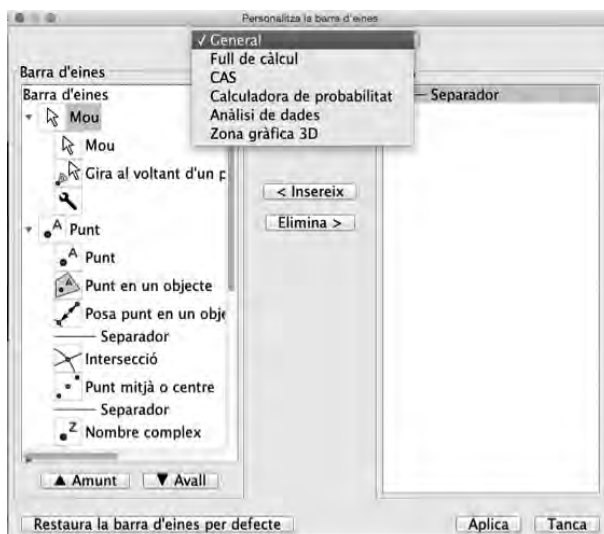 Personalitza la barra d'eines
✓ General
Full de càlcul
CAS
Calculadora de probabilitat
Anàlisi de dades
Zona gràfica 3D
Barra d'eines
Barra d'eines
Mou
Mou
Gira al voltant d'un p
Punt
Punt
Punt en un objecte
Posa punt en un obje
Separador
Intersecció
Punt mitjà o centre
Separador
Nombre complex
▲ Amunt
▼ Avall
< Insereix
Elimina >
Separador
Restaura la barra d'eines per defecte
Aplica
Tanca